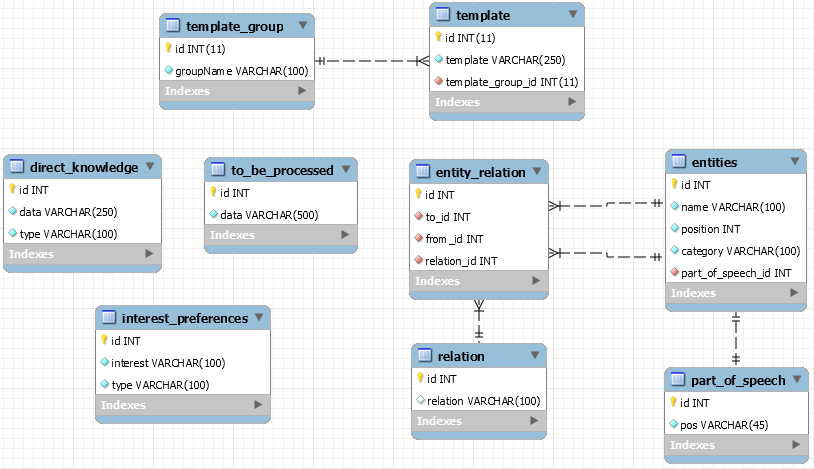 template_group
id INT(11)
groupName VARCHAR(100)
Indexes
template
id INT(11)
template VARCHAR(250)
template_group_id INT(11)
Indexes
direct_knowledge
id INT
data VARCHAR(250)
type VARCHAR(100)
Indexes
to_be_processed
id INT
data VARCHAR(500)
Indexes
entity_relation
id INT
to_id INT
from_id INT
relation_id INT
Indexes
entities
id INT
name VARCHAR(100)
position INT
category VARCHAR(100)
part_of_speech_id INT
Indexes
interest_preferences
id INT
interest VARCHAR(100)
type VARCHAR(100)
Indexes
relation
id INT
relation VARCHAR(100)
Indexes
part_of_speech
id INT
pos VARCHAR(45)
Indexes